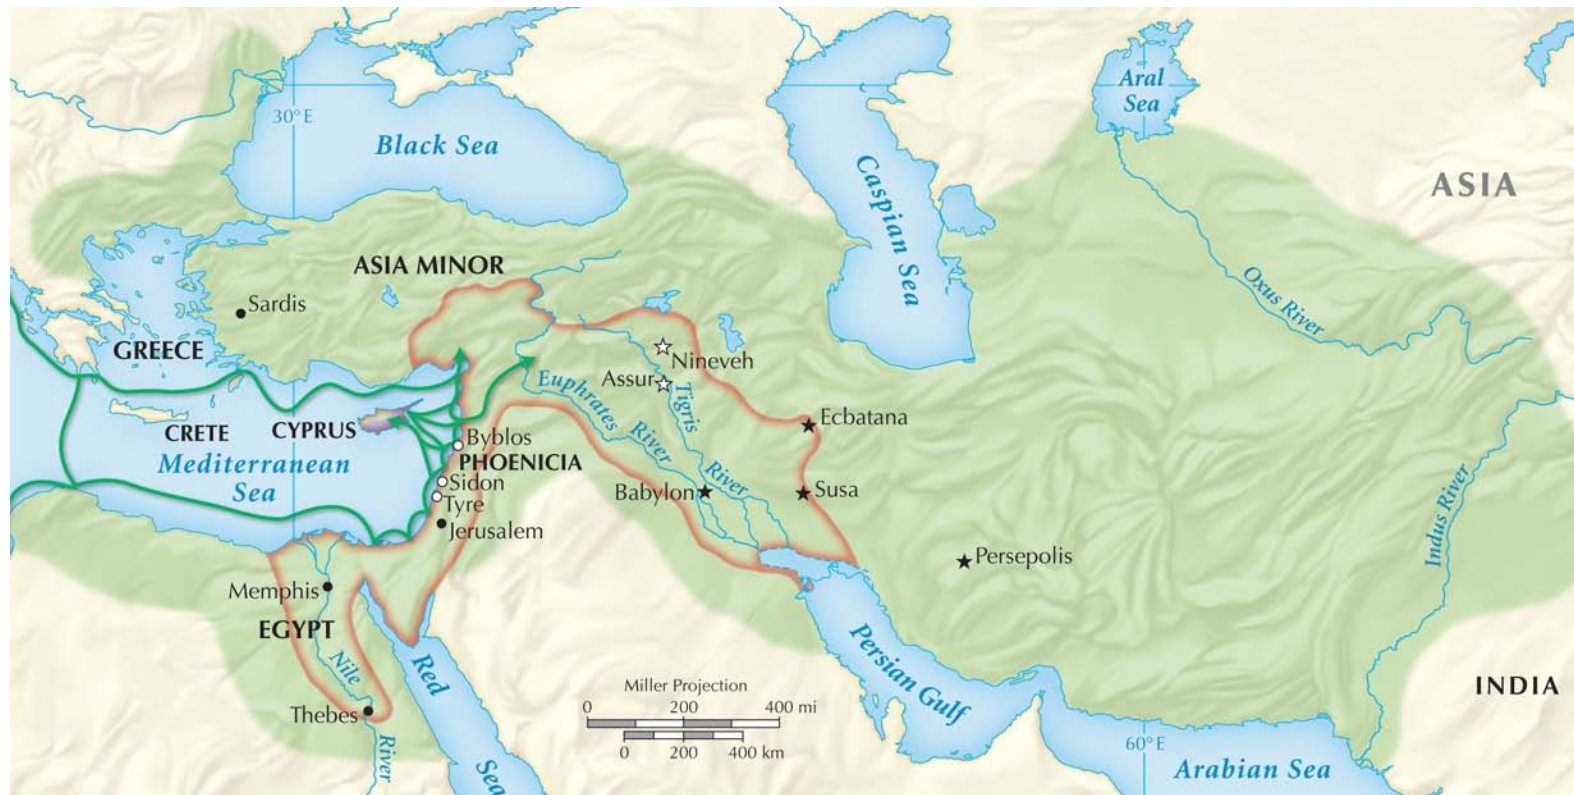 Aral
Sea
30° E
Black Sea
Caspian Sea
ASIA
ASIA MINOR
Oxus River
Sardis
GREECE
Nineveh
Assur
Tigris
River
Euphrates
River
Ecbatana
CRETE
CYPRUS
Byblos
PHOENICIA
Mediterranean
Sea
Sidon
Tyre
Jerusalem
Babylon
Susa
Indus River
Persepolis
Memphis
EGYPT
Nile
River
Red
Sea
Persian Gulf
Thebes
Miller Projection
0 200 400 mi
0 200 400 km
INDIA
60° E
Arabian Sea